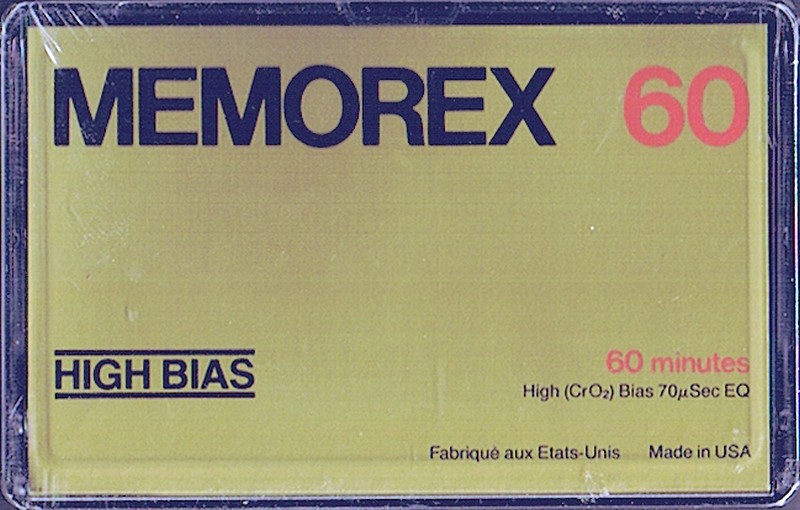 MEMOREX 60
60 minutes
HIGH BIAS
High (CrO₂) Bias 70µSec EQ
Fabriqué aux Etats-Unis Made in USA